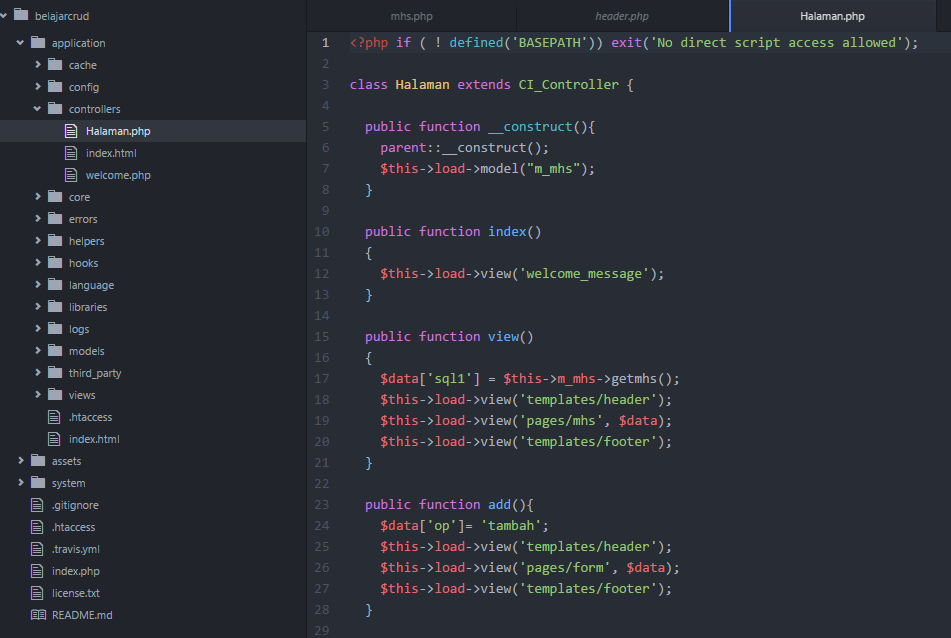 belajarcrud
application
cache
config
controllers
Halaman.php
index.html
welcome.php
core
errors
helpers
hooks
language
libraries
logs
models
third_party
views
.htaccess
index.html
assets
system
.gitignore
.htaccess
.travis.yml
index.php
license.txt
README.md
mhs.php header.php Halaman.php
1 <?php if ( ! defined('BASEPATH')) exit('No direct script access allowed');
2
3 class Halaman extends CI_Controller {
4
5   public function __construct(){
6     parent::__construct();
7     $this->load->model("m_mhs");
8   }
9
10   public function index()
11   {
12     $this->load->view('welcome_message');
13   }
14
15   public function view()
16   {
17     $data['sql1'] = $this->m_mhs->getmhs();
18     $this->load->view('templates/header');
19     $this->load->view('pages/mhs', $data);
20     $this->load->view('templates/footer');
21   }
22
23   public function add(){
24     $data['op']= 'tambah';
25     $this->load->view('templates/header');
26     $this->load->view('pages/form', $data);
27     $this->load->view('templates/footer');
28   }
29